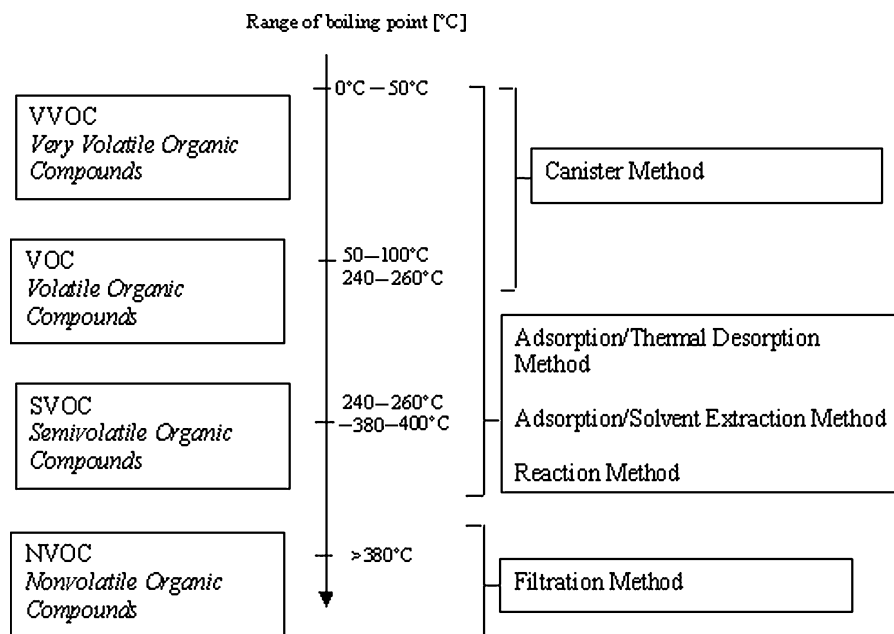 Range of boiling point [°C]
0°C – 50°C
VVOC
Very Volatile Organic
Compounds
Canister Method
50–100°C
240–260°C
VOC
Volatile Organic
Compounds
Adsorption/Thermal Desorption
Method
Adsorption/Solvent Extraction Method
Reaction Method
240–260°C
–380–400°C
SVOC
Semivolatile Organic
Compounds
NVOC
Nonvolatile Organic
Compounds
>380°C
Filtration Method